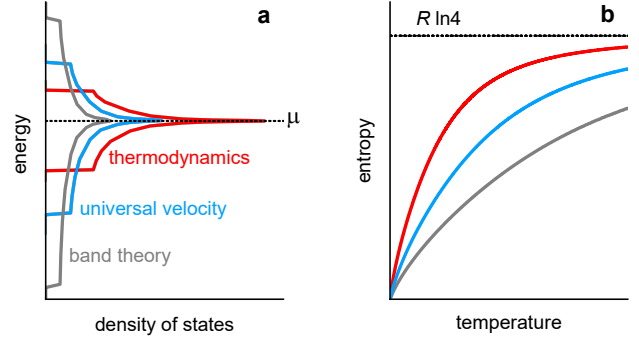 a
energy
μ
thermodynamics
universal velocity
band theory
density of states
b
R ln4
entropy
temperature